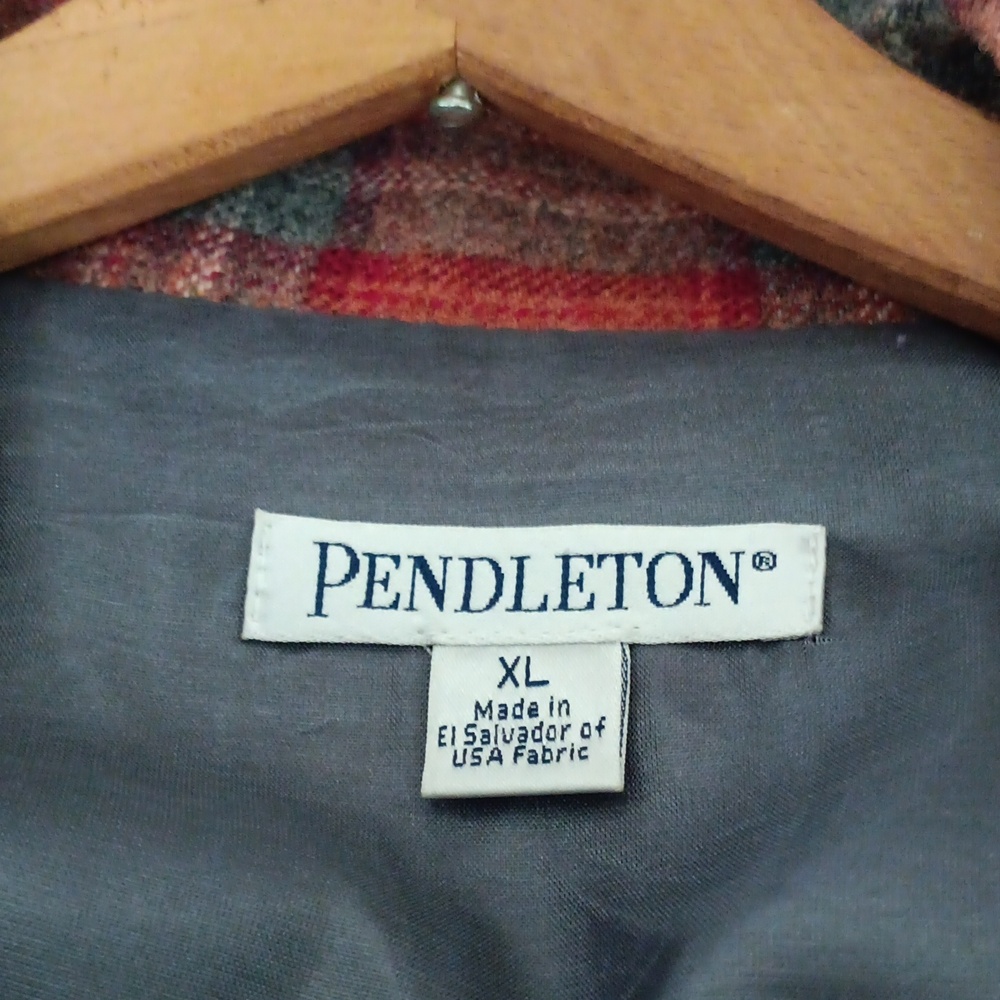 PENDLETON®
XL
Made in
El Salvador of
USA Fabric